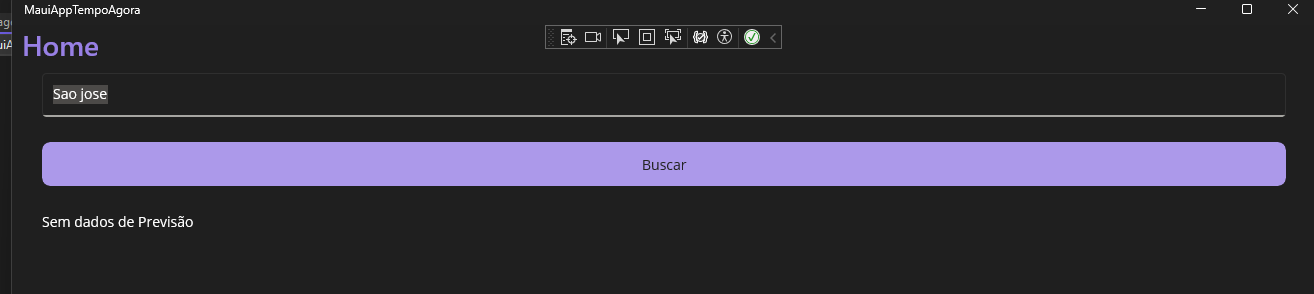 MauiAppTempoAgora
Home
Sao jose
Buscar
Sem dados de Previsão